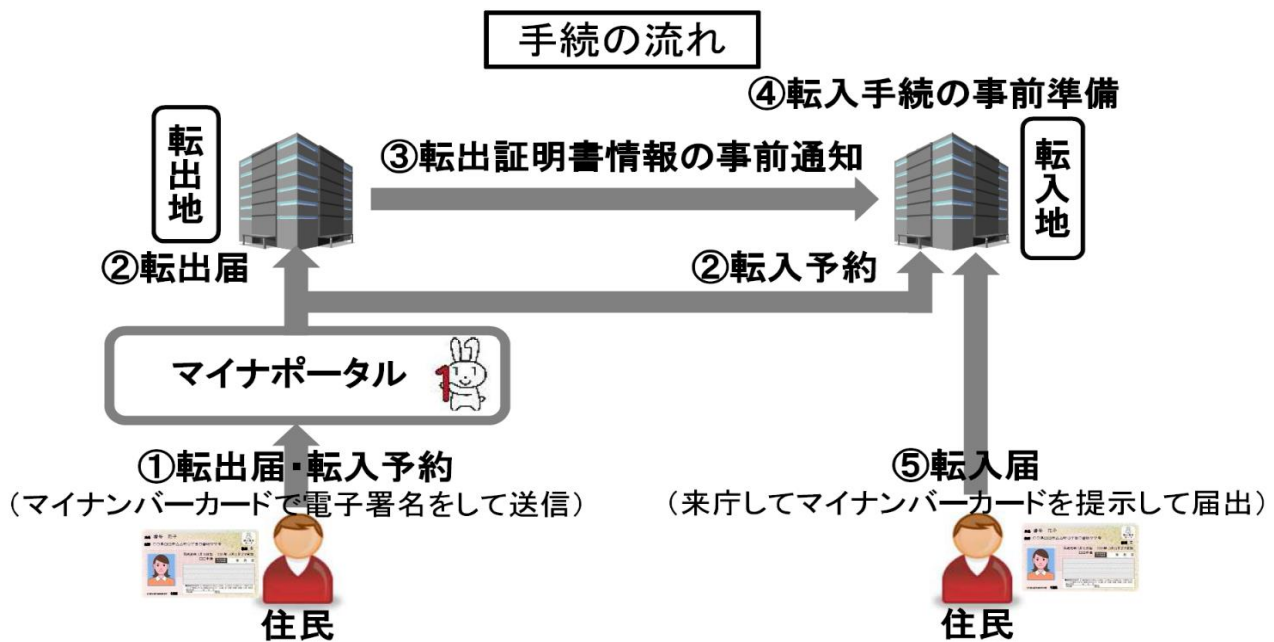 手続の流れ
④転入手続の事前準備
転出地
③転出証明書情報の事前通知
転入地
②転出届
②転入予約
マイナポータル
1
①転出届・転入予約
(マイナンバーカードで電子署名をして送信)
⑤転入届
(来庁してマイナンバーカードを提示して届出)
住民
住民